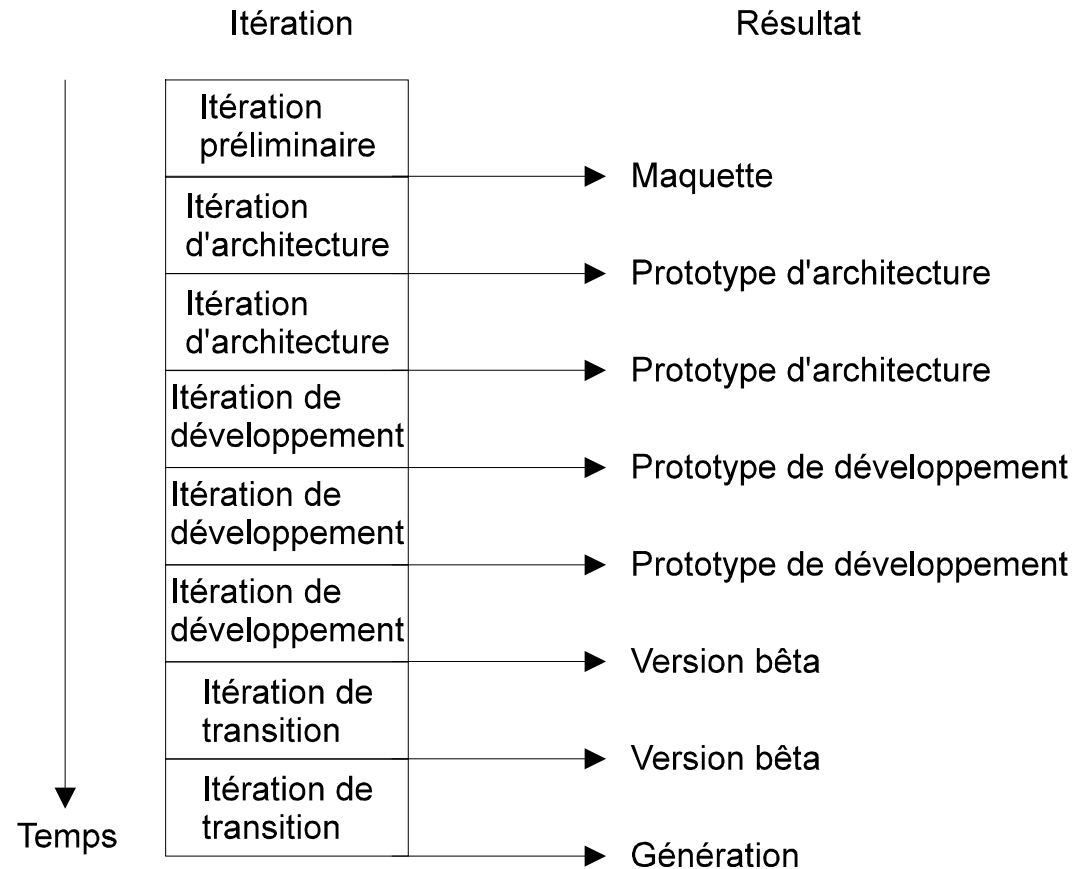 Itération
Résultat
Itération
préliminaire
Maquette
Itération
d'architecture
Prototype d'architecture
Itération
d'architecture
Prototype d'architecture
Itération de
développement
Prototype de développement
Itération de
développement
Prototype de développement
Itération de
développement
Version bêta
Itération de
transition
Version bêta
Itération de
transition
Temps
Génération